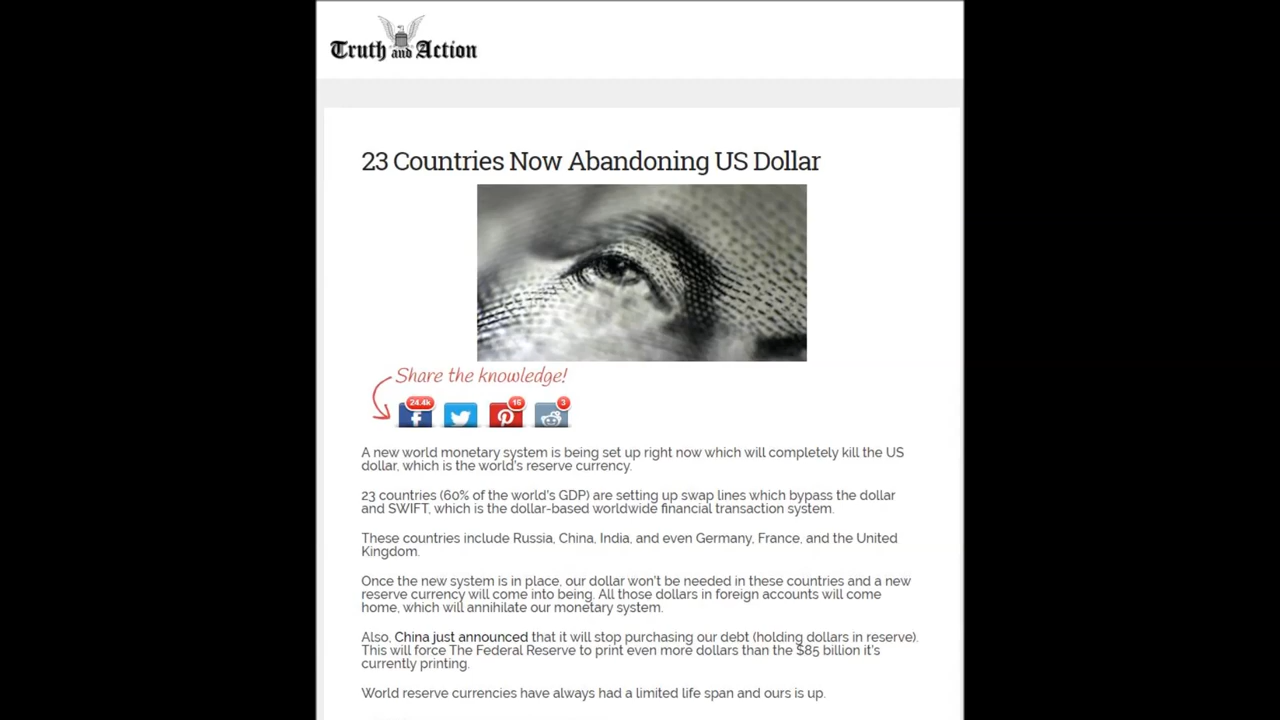 Truth and Action
23 Countries Now Abandoning US Dollar
Share the knowledge!
24.4k 16 3
A new world monetary system is being set up right now which will completely kill the US
dollar, which is the world's reserve currency.
23 countries (60% of the world's GDP) are setting up swap lines which bypass the dollar
and SWIFT, which is the dollar-based worldwide financial transaction system.
These countries include Russia, China, India, and even Germany, France, and the United
Kingdom.
Once the new system is in place, our dollar won't be needed in these countries and a new
reserve currency will come into being. All those dollars in foreign accounts will come
home, which will annihilate our monetary system.
Also, China just announced that it will stop purchasing our debt (holding dollars in reserve).
This will force The Federal Reserve to print even more dollars than the $85 billion it's
currently printing.
World reserve currencies have always had a limited life span and ours is up.